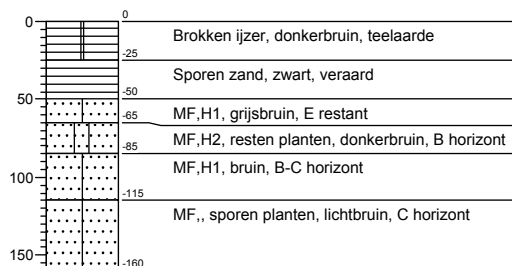 0
0
Brokken ijzer, donkerbruin, teelaarde
-25
Sporen zand, zwart, veraard
50
-50
MF,H1, grijsbruin, E restant
-65
MF,H2, resten planten, donkerbruin, B horizont
-85
MF,H1, bruin, B-C horizont
100
-115
MF,, sporen planten, lichtbruin, C horizont
150
-160